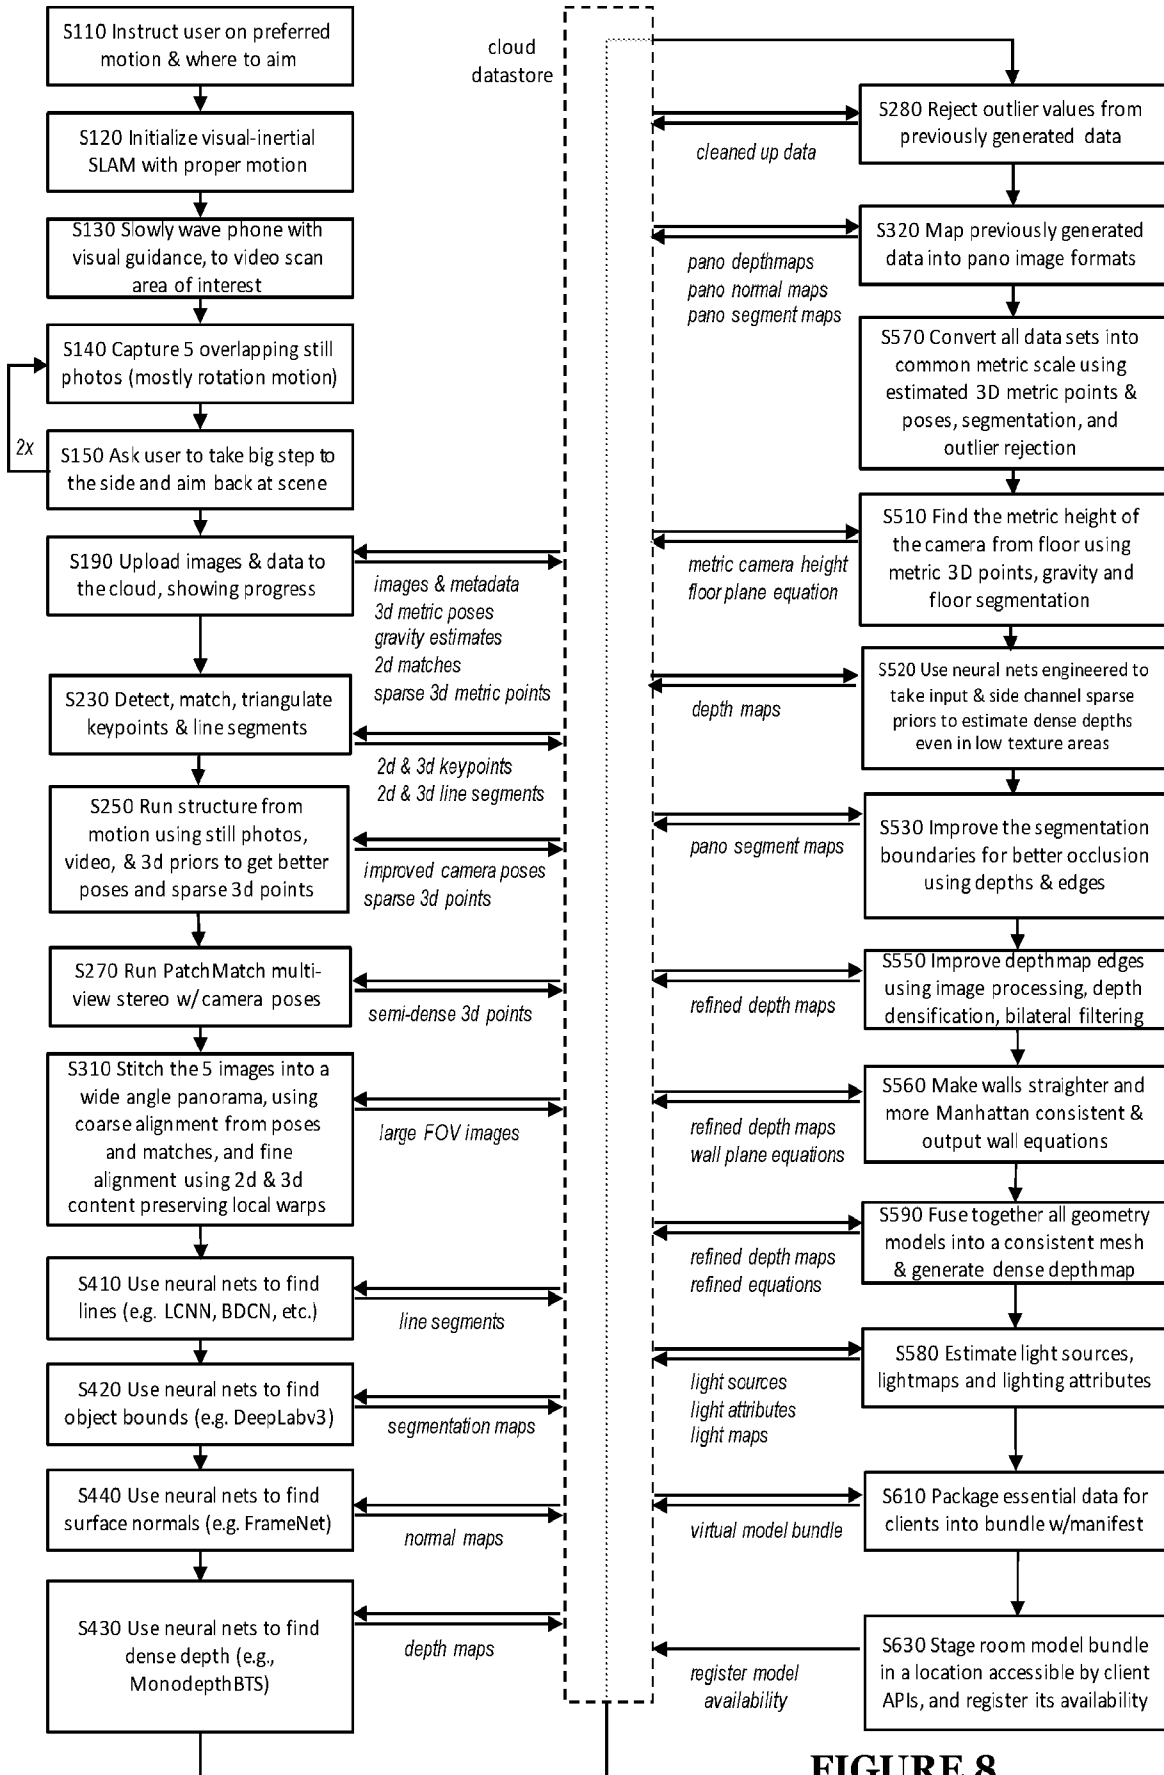 S110 Instruct user on preferred
motion & where to aim
S120 Initialize visual-inertial
SLAM with proper motion
S130 Slowly wave phone with
visual guidance, to video scan
area of interest
S140 Capture 5 overlapping still
photos (mostly rotation motion)
2x
S150 Ask user to take big step to
the side and aim back at scene
S190 Upload images & data to
the cloud, showing progress
images & metadata
3d metric poses
gravity estimates
2d matches
sparse 3d metric points
S230 Detect, match, triangulate
keypoints & line segments
2d & 3d keypoints
2d & 3d line segments
S250 Run structure from
motion using still photos,
video, & 3d priors to get better
poses and sparse 3d points
improved camera poses
sparse 3d points
S270 Run PatchMatch multi-
view stereo w/ camera poses
semi-dense 3d points
S310 Stitch the 5 images into a
wide angle panorama, using
coarse alignment from poses
and matches, and fine
alignment using 2d & 3d
content preserving local warps
large FOV images
S410 Use neural nets to find
lines (e.g. LCNN, BDCN, etc.)
line segments
S420 Use neural nets to find
object bounds (e.g. DeepLabv3)
segmentation maps
S440 Use neural nets to find
surface normals (e.g. FrameNet)
normal maps
S430 Use neural nets to find
dense depth (e.g.,
MonodepthBTS)
depth maps
cloud
datastore
S280 Reject outlier values from
previously generated data
cleaned up data
S320 Map previously generated
data into pano image formats
pano depthmaps
pano normal maps
pano segment maps
S570 Convert all data sets into
common metric scale using
estimated 3D metric points &
poses, segmentation, and
outlier rejection
S510 Find the metric height of
the camera from floor using
metric 3D points, gravity and
floor segmentation
metric camera height
floor plane equation
S520 Use neural nets engineered to
take input & side channel sparse
priors to estimate dense depths
even in low texture areas
depth maps
S530 Improve the segmentation
boundaries for better occlusion
using depths & edges
pano segment maps
S550 Improve depthmap edges
using image processing, depth
densification, bilateral filtering
refined depth maps
S560 Make walls straighter and
more Manhattan consistent &
output wall equations
refined depth maps
wall plane equations
S590 Fuse together all geometry
models into a consistent mesh
& generate dense depthmap
refined depth maps
refined equations
S580 Estimate light sources,
lightmaps and lighting attributes
light sources
light attributes
light maps
S610 Package essential data for
clients into bundle w/manifest
virtual model bundle
S630 Stage room model bundle
in a location accessible by client
APIs, and register its availability
register model
availability
FIGURE 8